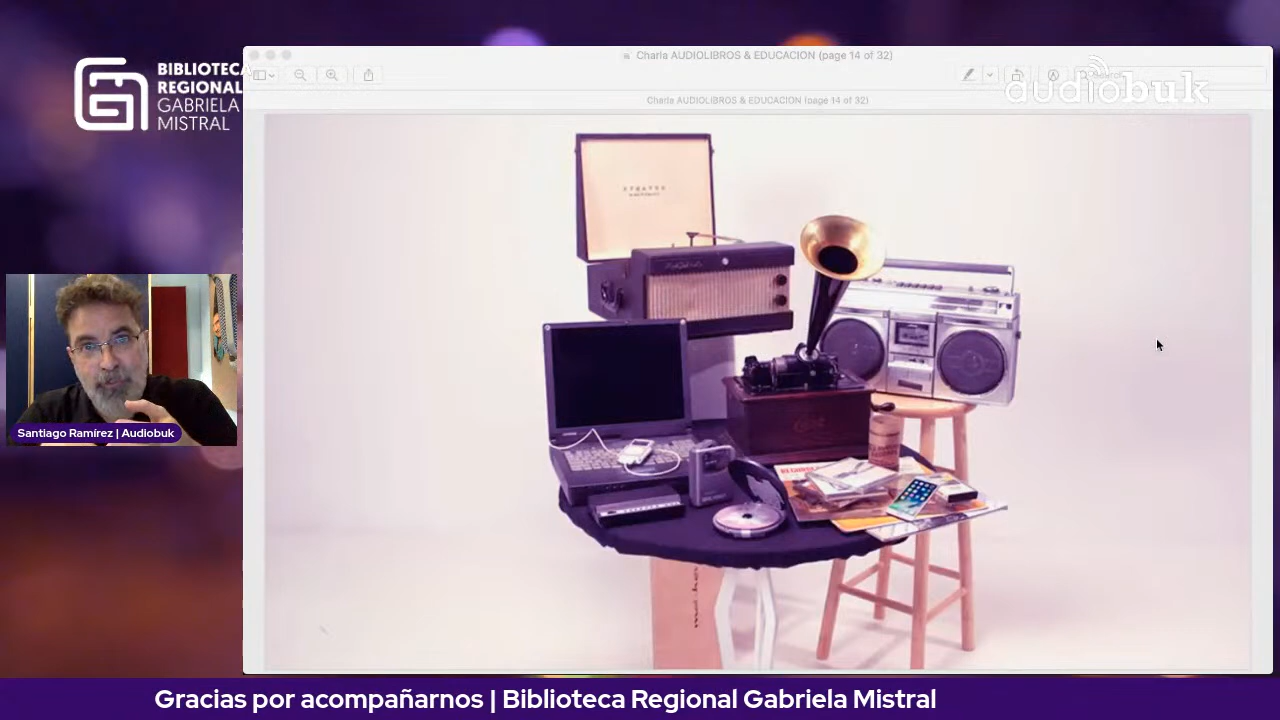 BIBLIOTECA
REGIONAL
GABRIELA
MISTRAL
Charla AUDIOLIBROS & EDUCACION (page 14 of 32)
Charla AUDIOLIBROS & EDUCACION (page 14 of 32)
audiobuk
Santiago Ramírez | Audiobuk
Gracias por acompañarnos | Biblioteca Regional Gabriela Mistral